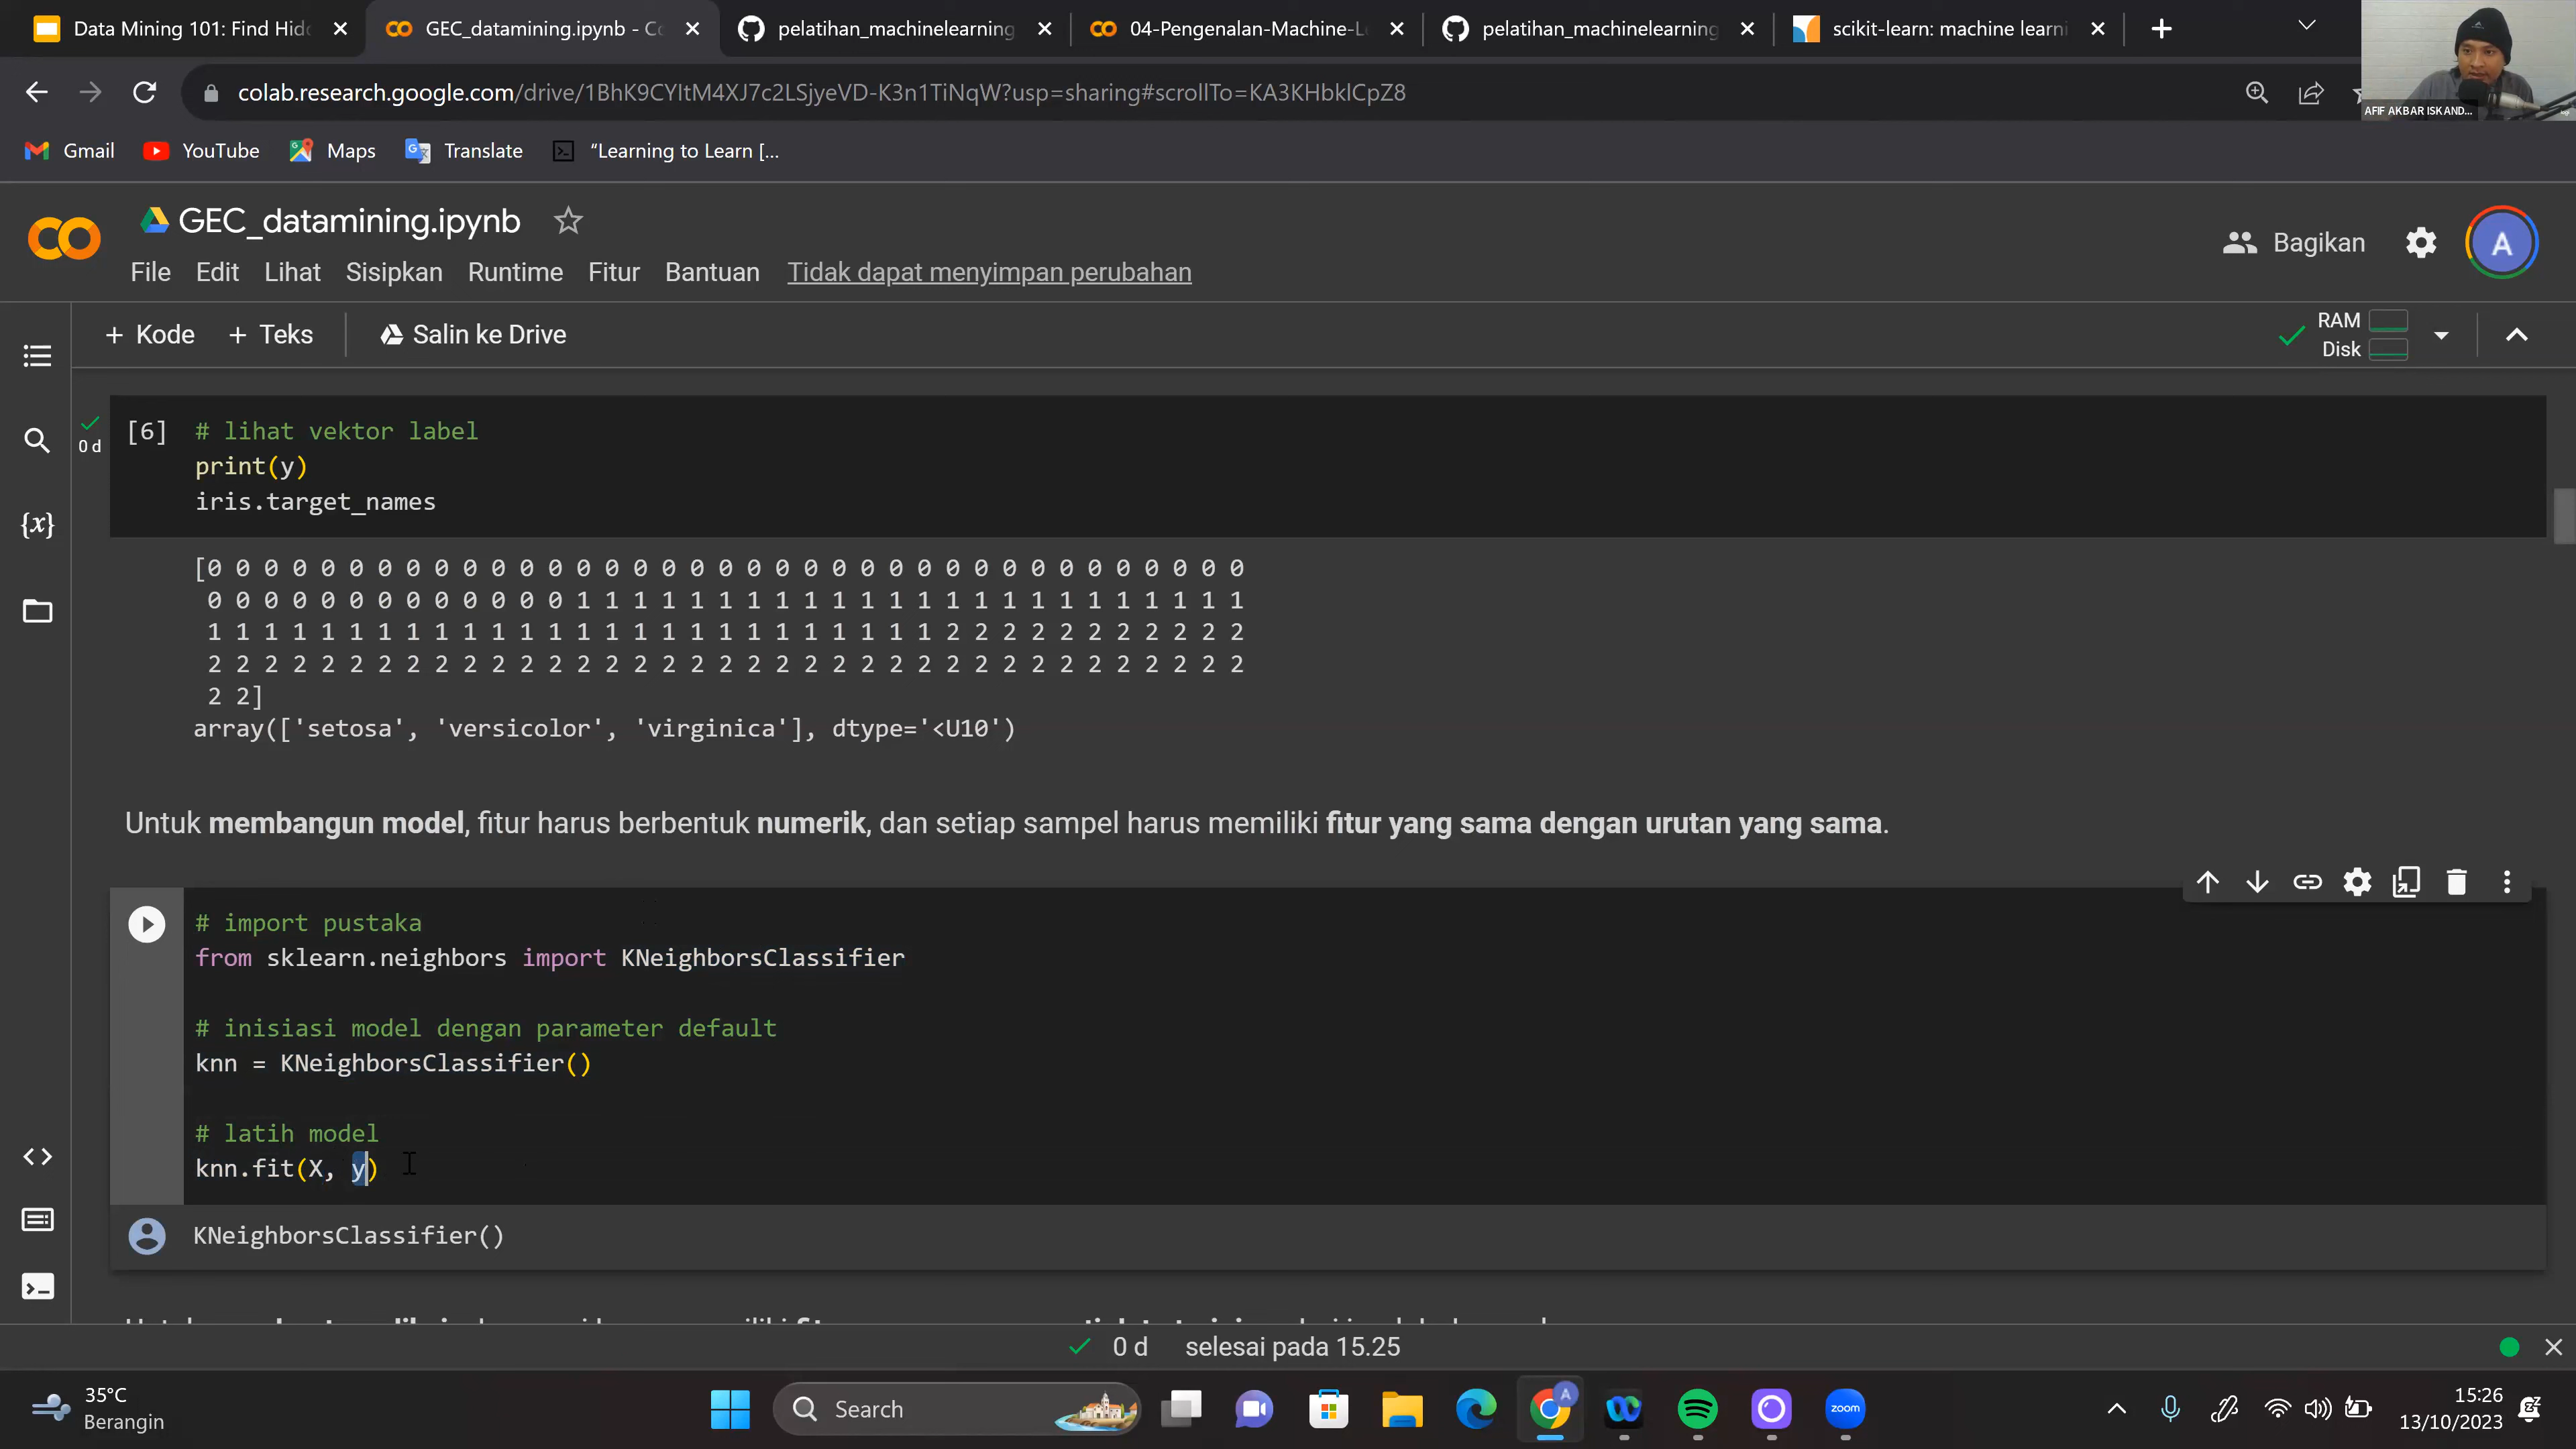 Data Mining 101: Find Hid
GEC_datamining.ipynb - Co
pelatihan_machinelearning
04-Pengenalan-Machine-Le
pelatihan_machinelearning
scikit-learn: machine learni
colab.research.google.com/drive/1BhK9CYItM4XJ7c2LSjyeVD-K3n1TiNqW?usp=sharing#scrollTo=KA3KHbklCpZ8
AFIF AKBAR ISKAND...
Gmail
YouTube
Maps
Translate
“Learning to Learn [...
GEC_datamining.ipynb
Bagikan
A
File Edit Lihat Sisipkan Runtime Fitur Bantuan Tidak dapat menyimpan perubahan
+ Kode + Teks Salin ke Drive
RAM
Disk
0 d
[6] # lihat vektor label
print(y)
iris.target_names
[0 0 0 0 0 0 0 0 0 0 0 0 0 0 0 0 0 0 0 0 0 0 0 0 0 0 0 0 0 0 0 0 0 0 0 0 0
0 0 0 0 0 0 0 0 0 0 0 0 0 1 1 1 1 1 1 1 1 1 1 1 1 1 1 1 1 1 1 1 1 1 1 1 1
1 1 1 1 1 1 1 1 1 1 1 1 1 1 1 1 1 1 1 1 1 1 1 1 1 1 2 2 2 2 2 2 2 2 2 2 2
2 2 2 2 2 2 2 2 2 2 2 2 2 2 2 2 2 2 2 2 2 2 2 2 2 2 2 2 2 2 2 2 2 2 2 2 2
2 2]
array(['setosa', 'versicolor', 'virginica'], dtype='<U10')
Untuk membangun model, fitur harus berbentuk numerik, dan setiap sampel harus memiliki fitur yang sama dengan urutan yang sama.
# import pustaka
from sklearn.neighbors import KNeighborsClassifier
# inisiasi model dengan parameter default
knn = KNeighborsClassifier()
# latih model
knn.fit(X, y)
KNeighborsClassifier()
0 d selesai pada 15.25
35°C
Berangin
Search
A
zoom
15:26
13/10/2023